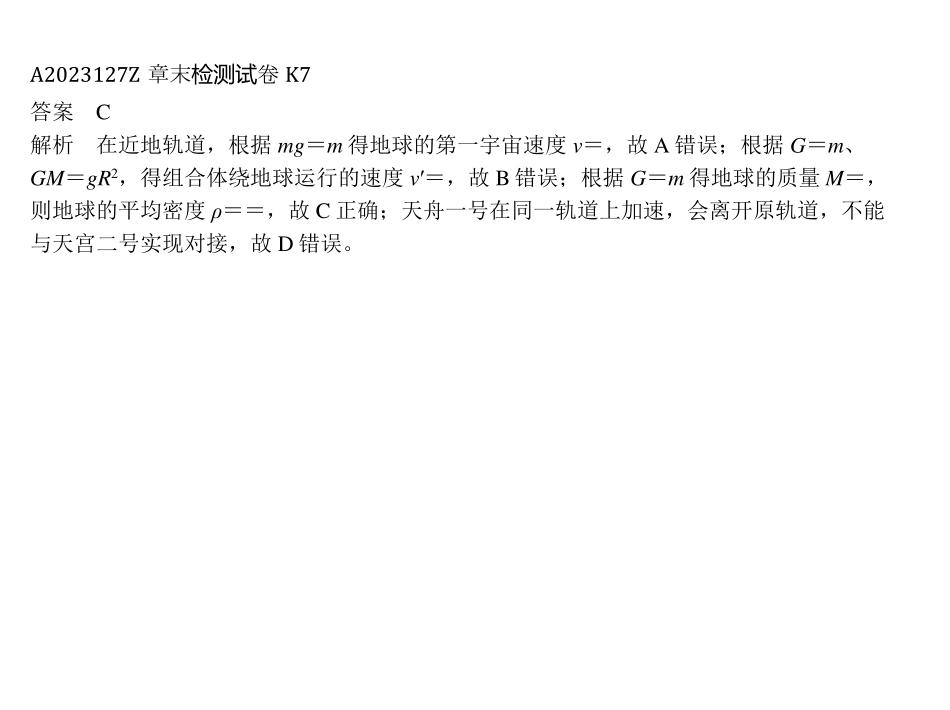 A2023127Z 章末检测试卷 K7
答案　C
解析　在近地轨道，根据 mg＝m 得地球的第一宇宙速度 v＝，故 A 错误；根据 G＝m、
GM＝gR²，得组合体绕地球运行的速度 v′＝，故 B 错误；根据 G＝m 得地球的质量 M＝，
则地球的平均密度 ρ＝＝，故 C 正确；天舟一号在同一轨道上加速，会离开原轨道，不能
与天宫二号实现对接，故 D 错误。